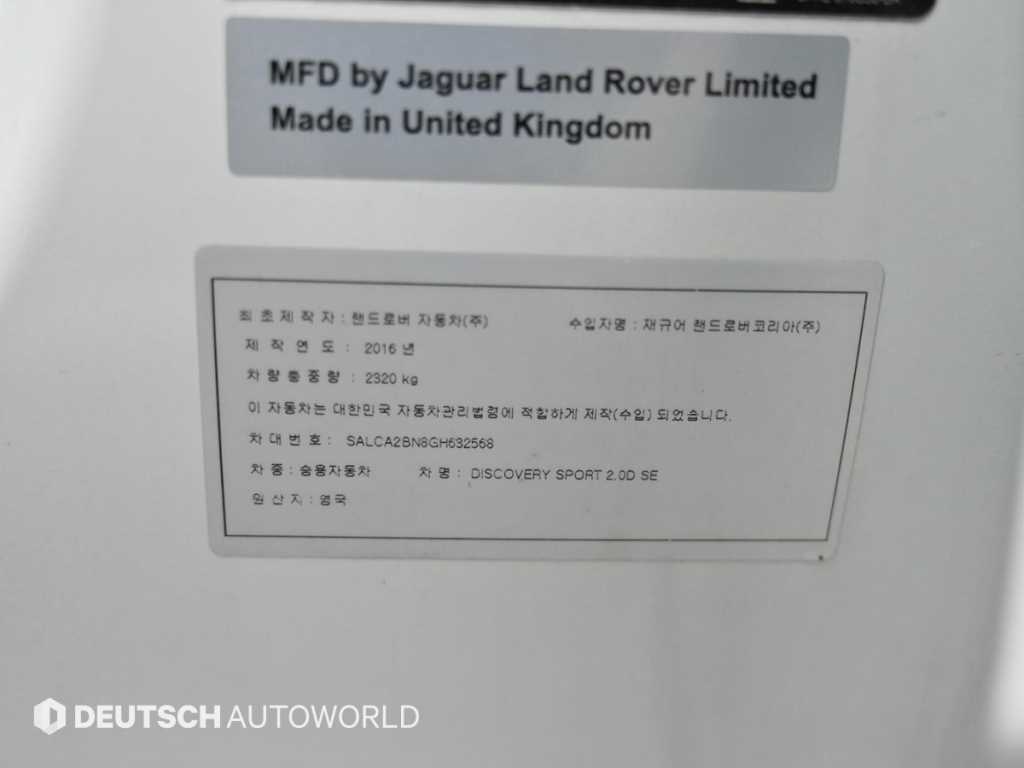 MFD by Jaguar Land Rover Limited
Made in United Kingdom
최 초 제 작 자 : 랜드로버 자동차(주) 수입자명 : 재규어 랜드로버코리아(주)
제 작 연 도 : 2016 년
차 량 총 중 량 : 2320 kg
이 자동차는 대한민국 자동차관리법령에 적합하게 제작(수입) 되었습니다.
차 대 번 호 : SALCA2BN8GH632568
차 종 : 승용자동차 차 명 : DISCOVERY SPORT 2.0D SE
원 산 지 : 영국
DEUTSCH AUTOWORLD